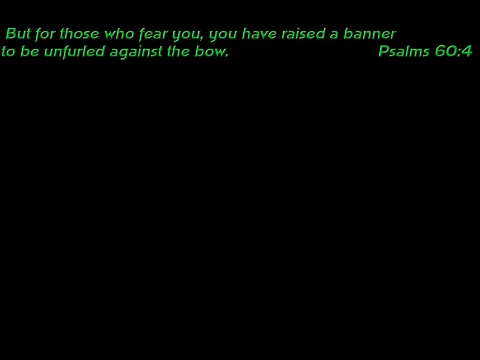 But for those who fear you, you have raised a banner
to be unfurled against the bow. Psalms 60:4